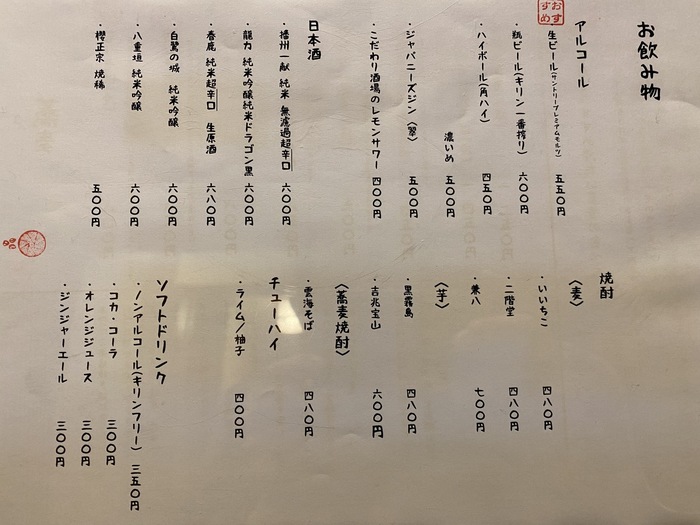 お飲み物
アルコール
おすすめ
・生ビール(サントリープレミアムモルツ) 五五〇円
・瓶ビール(キリン一番搾り) 六〇〇円
・ハイボール(角ハイ) 四五〇円
濃いめ 五〇〇円
・ジャパニーズジン〈翠〉 五〇〇円
・こだわり酒場のレモンサワー 四〇〇円
日本酒
・播州一献 純米 無濾過超辛口 六〇〇円
・龍力 純米吟醸純米ドラゴン黒 六〇〇円
・春鹿 純米超辛口 生原酒 六八〇円
・白鷺の城 純米吟醸 六〇〇円
・八重垣 純米吟醸 六〇〇円
・櫻正宗 焼稀 五〇〇円
焼酎
〈麦〉
・いいちこ 四八〇円
・二階堂 四八〇円
・兼八 七〇〇円
〈芋〉
・黒霧島 四八〇円
・吉兆宝山 六〇〇円
〈蕎麦焼酎〉
・雲海そば 四八〇円
チューハイ
・ライム/柚子 四〇〇円
ソフトドリンク
・ノンアルコール(キリンフリー) 三五〇円
・コカ・コーラ 三〇〇円
・オレンジジュース 三〇〇円
・ジンジャーエール 三〇〇円